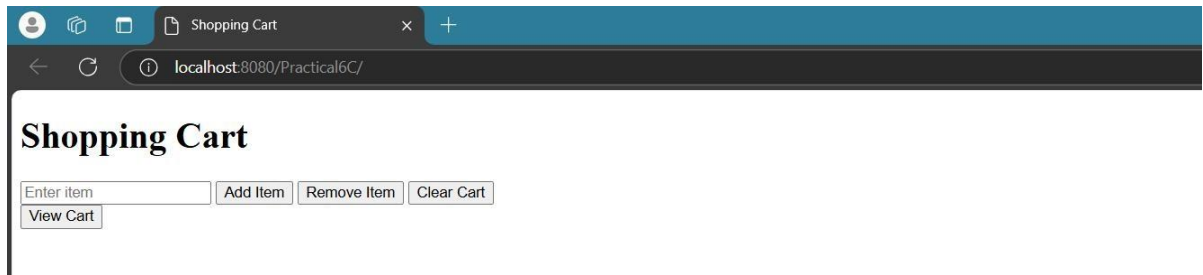 Shopping Cart
localhost:8080/Practical6C/
Shopping Cart
Enter item Add Item Remove Item Clear Cart
View Cart